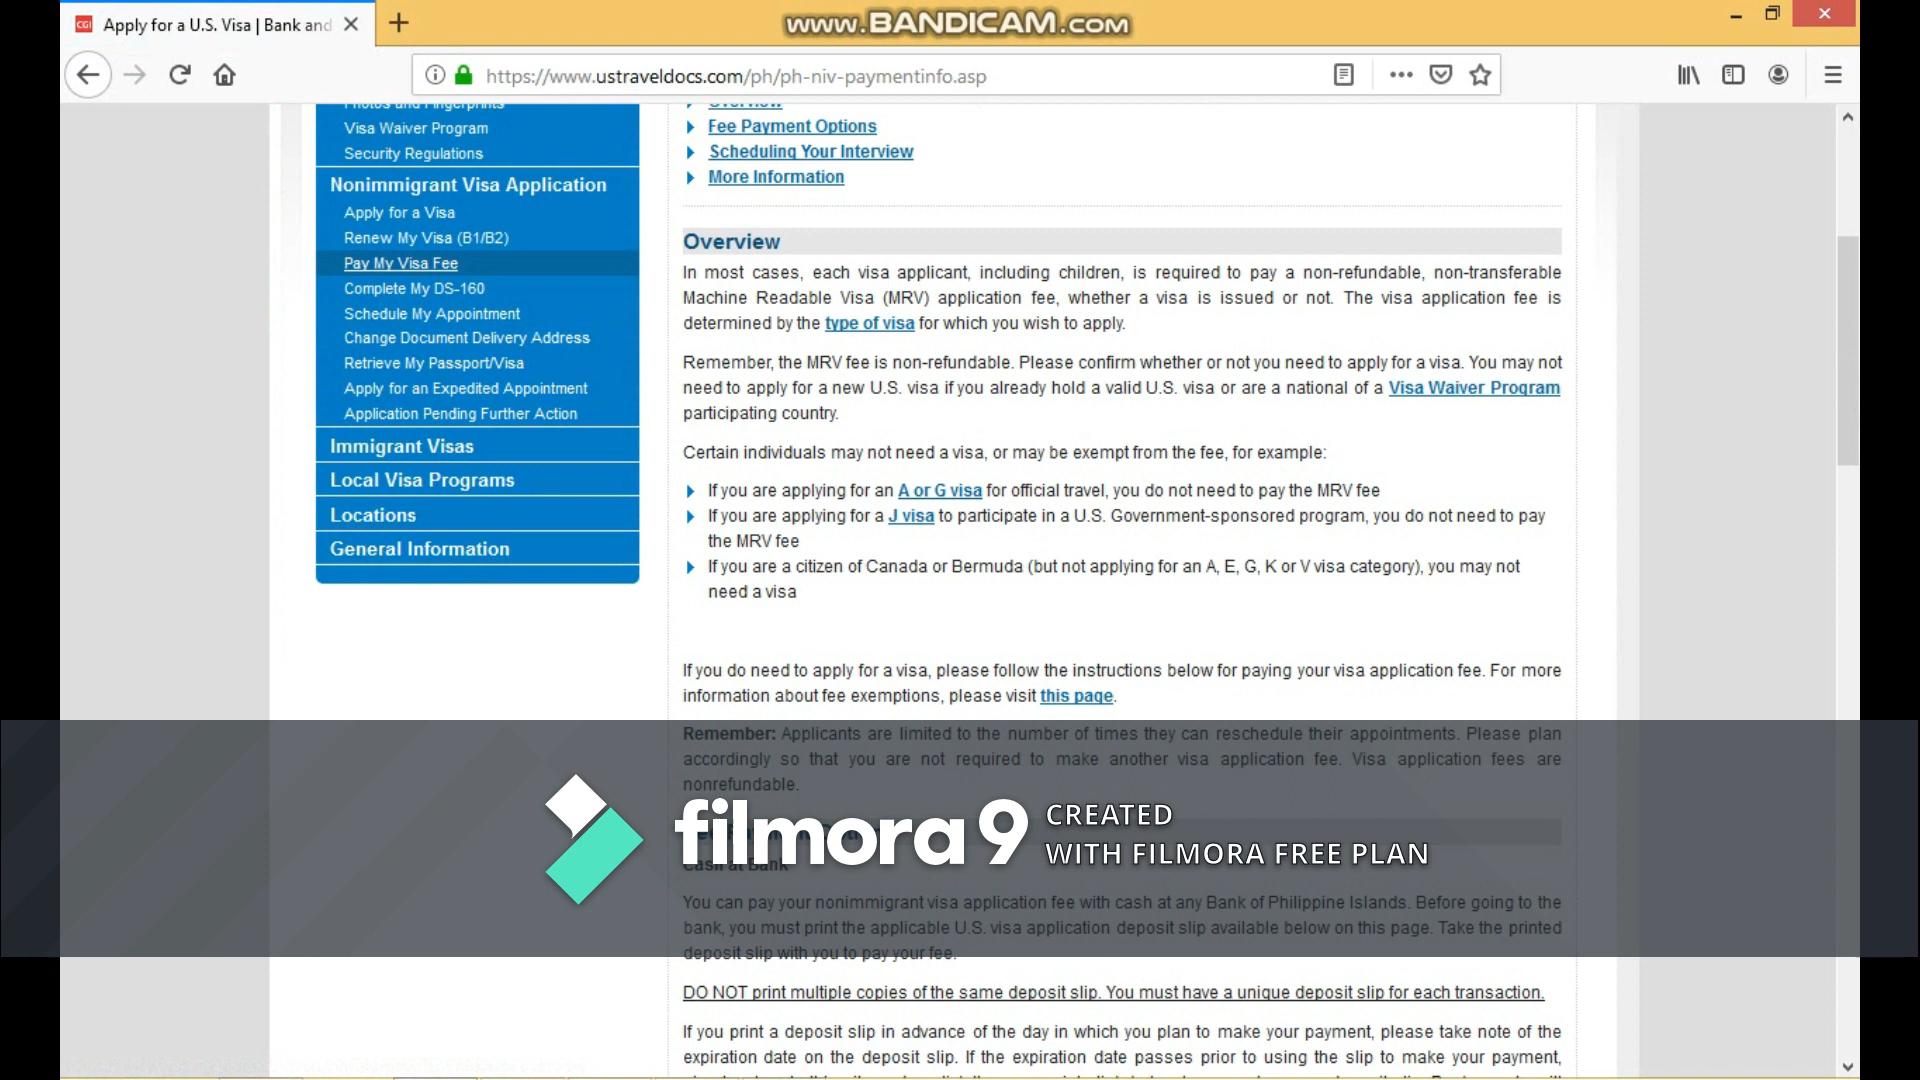 Apply for a U.S. Visa | Bank and
www.BANDICAM.com
https://www.ustraveldocs.com/ph/ph-niv-paymentinfo.asp
Photos and Fingerprints
Visa Waiver Program
Security Regulations
Nonimmigrant Visa Application
Apply for a Visa
Renew My Visa (B1/B2)
Pay My Visa Fee
Complete My DS-160
Schedule My Appointment
Change Document Delivery Address
Retrieve My Passport/Visa
Apply for an Expedited Appointment
Application Pending Further Action
Immigrant Visas
Local Visa Programs
Locations
General Information
Overview
Fee Payment Options
Scheduling Your Interview
More Information
Overview
In most cases, each visa applicant, including children, is required to pay a non-refundable, non-transferable
Machine Readable Visa (MRV) application fee, whether a visa is issued or not. The visa application fee is
determined by the type of visa for which you wish to apply.
Remember, the MRV fee is non-refundable. Please confirm whether or not you need to apply for a visa. You may not
need to apply for a new U.S. visa if you already hold a valid U.S. visa or are a national of a Visa Waiver Program
participating country.
Certain individuals may not need a visa, or may be exempt from the fee, for example:
If you are applying for an A or G visa for official travel, you do not need to pay the MRV fee
If you are applying for a J visa to participate in a U.S. Government-sponsored program, you do not need to pay
the MRV fee
If you are a citizen of Canada or Bermuda (but not applying for an A, E, G, K or V visa category), you may not
need a visa
If you do need to apply for a visa, please follow the instructions below for paying your visa application fee. For more
information about fee exemptions, please visit this page.
Remember: Applicants are limited to the number of times they can reschedule their appointments. Please plan
accordingly so that you are not required to make another visa application fee. Visa application fees are
nonrefundable.
filmora9
CREATED
WITH FILMORA FREE PLAN
Cash at Bank
You can pay your nonimmigrant visa application fee with cash at any Bank of Philippine Islands. Before going to the
bank, you must print the applicable U.S. visa application deposit slip available below on this page. Take the printed
deposit slip with you to pay your fee.
DO NOT print multiple copies of the same deposit slip. You must have a unique deposit slip for each transaction.
If you print a deposit slip in advance of the day in which you plan to make your payment, please take note of the
expiration date on the deposit slip. If the expiration date passes prior to using the slip to make your payment,